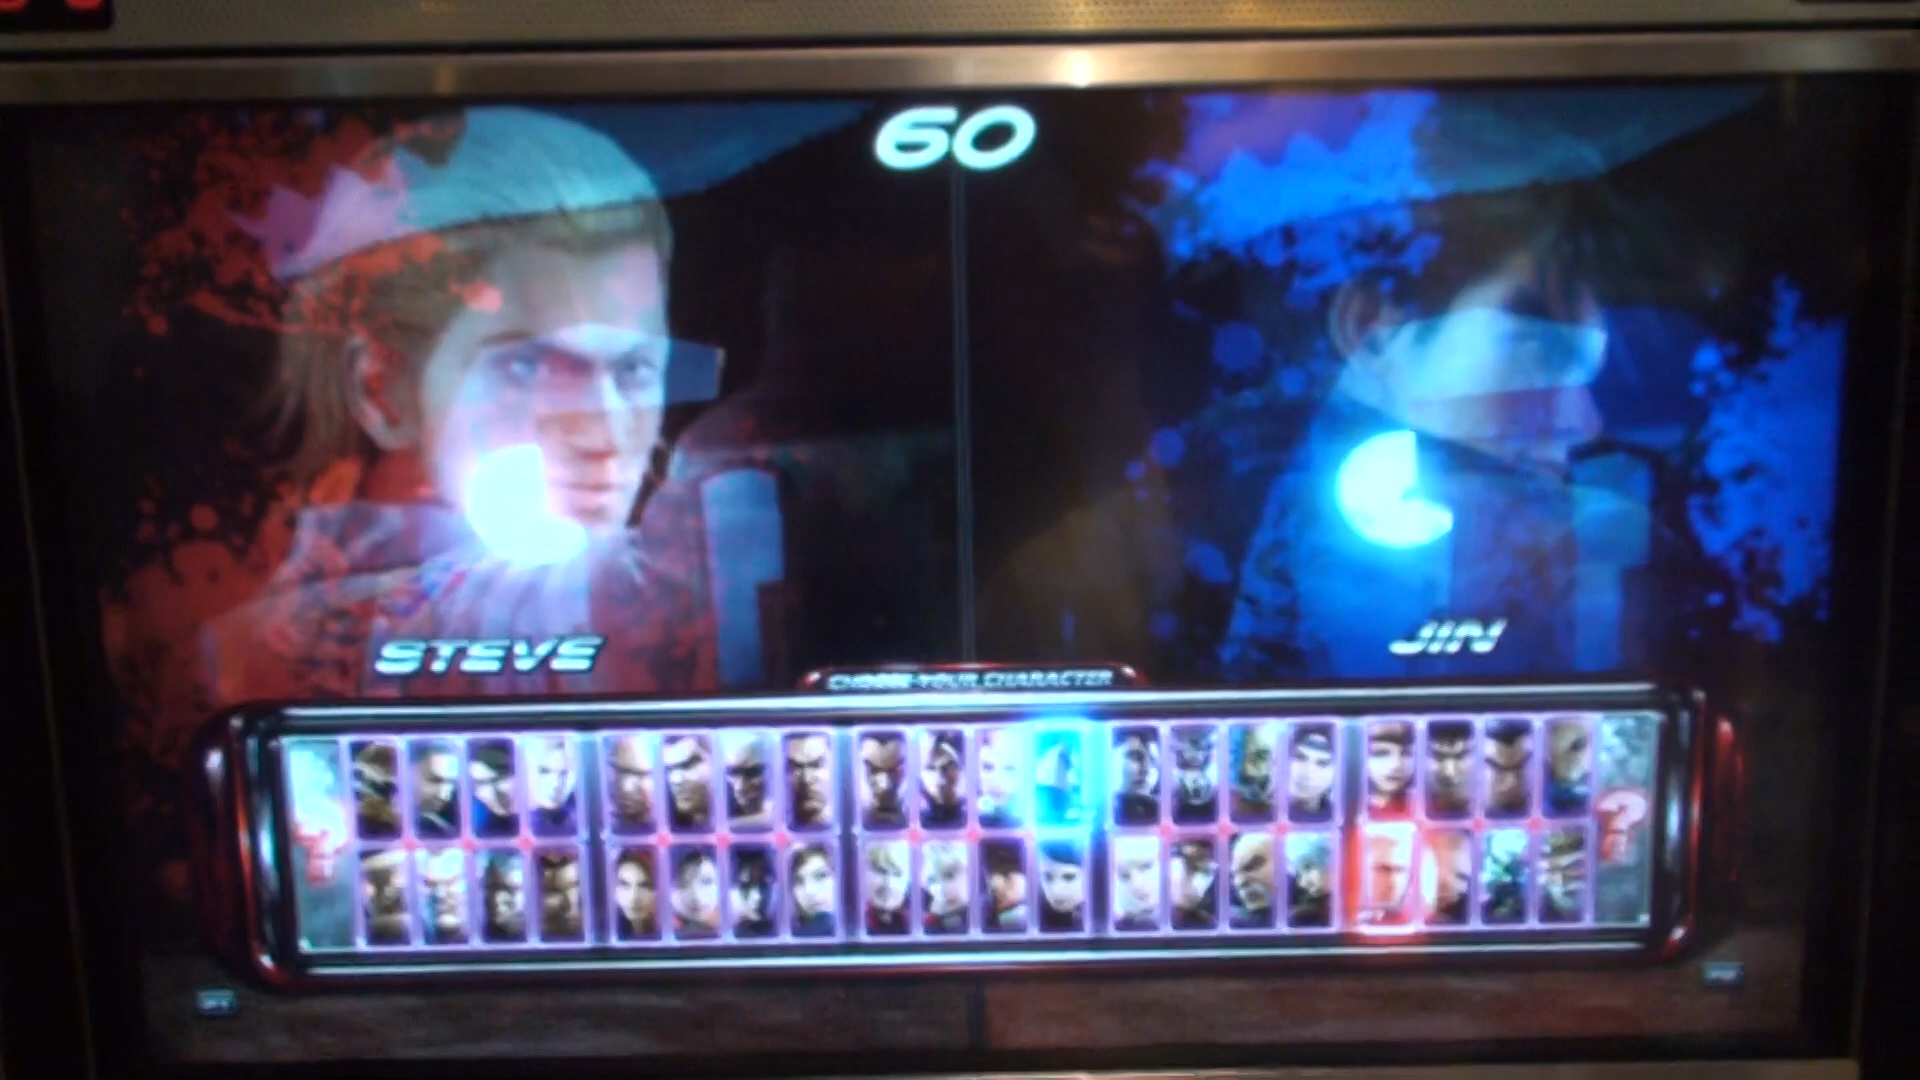 60
STEVE
JIN
CHOOSE YOUR CHARACTER
?
?